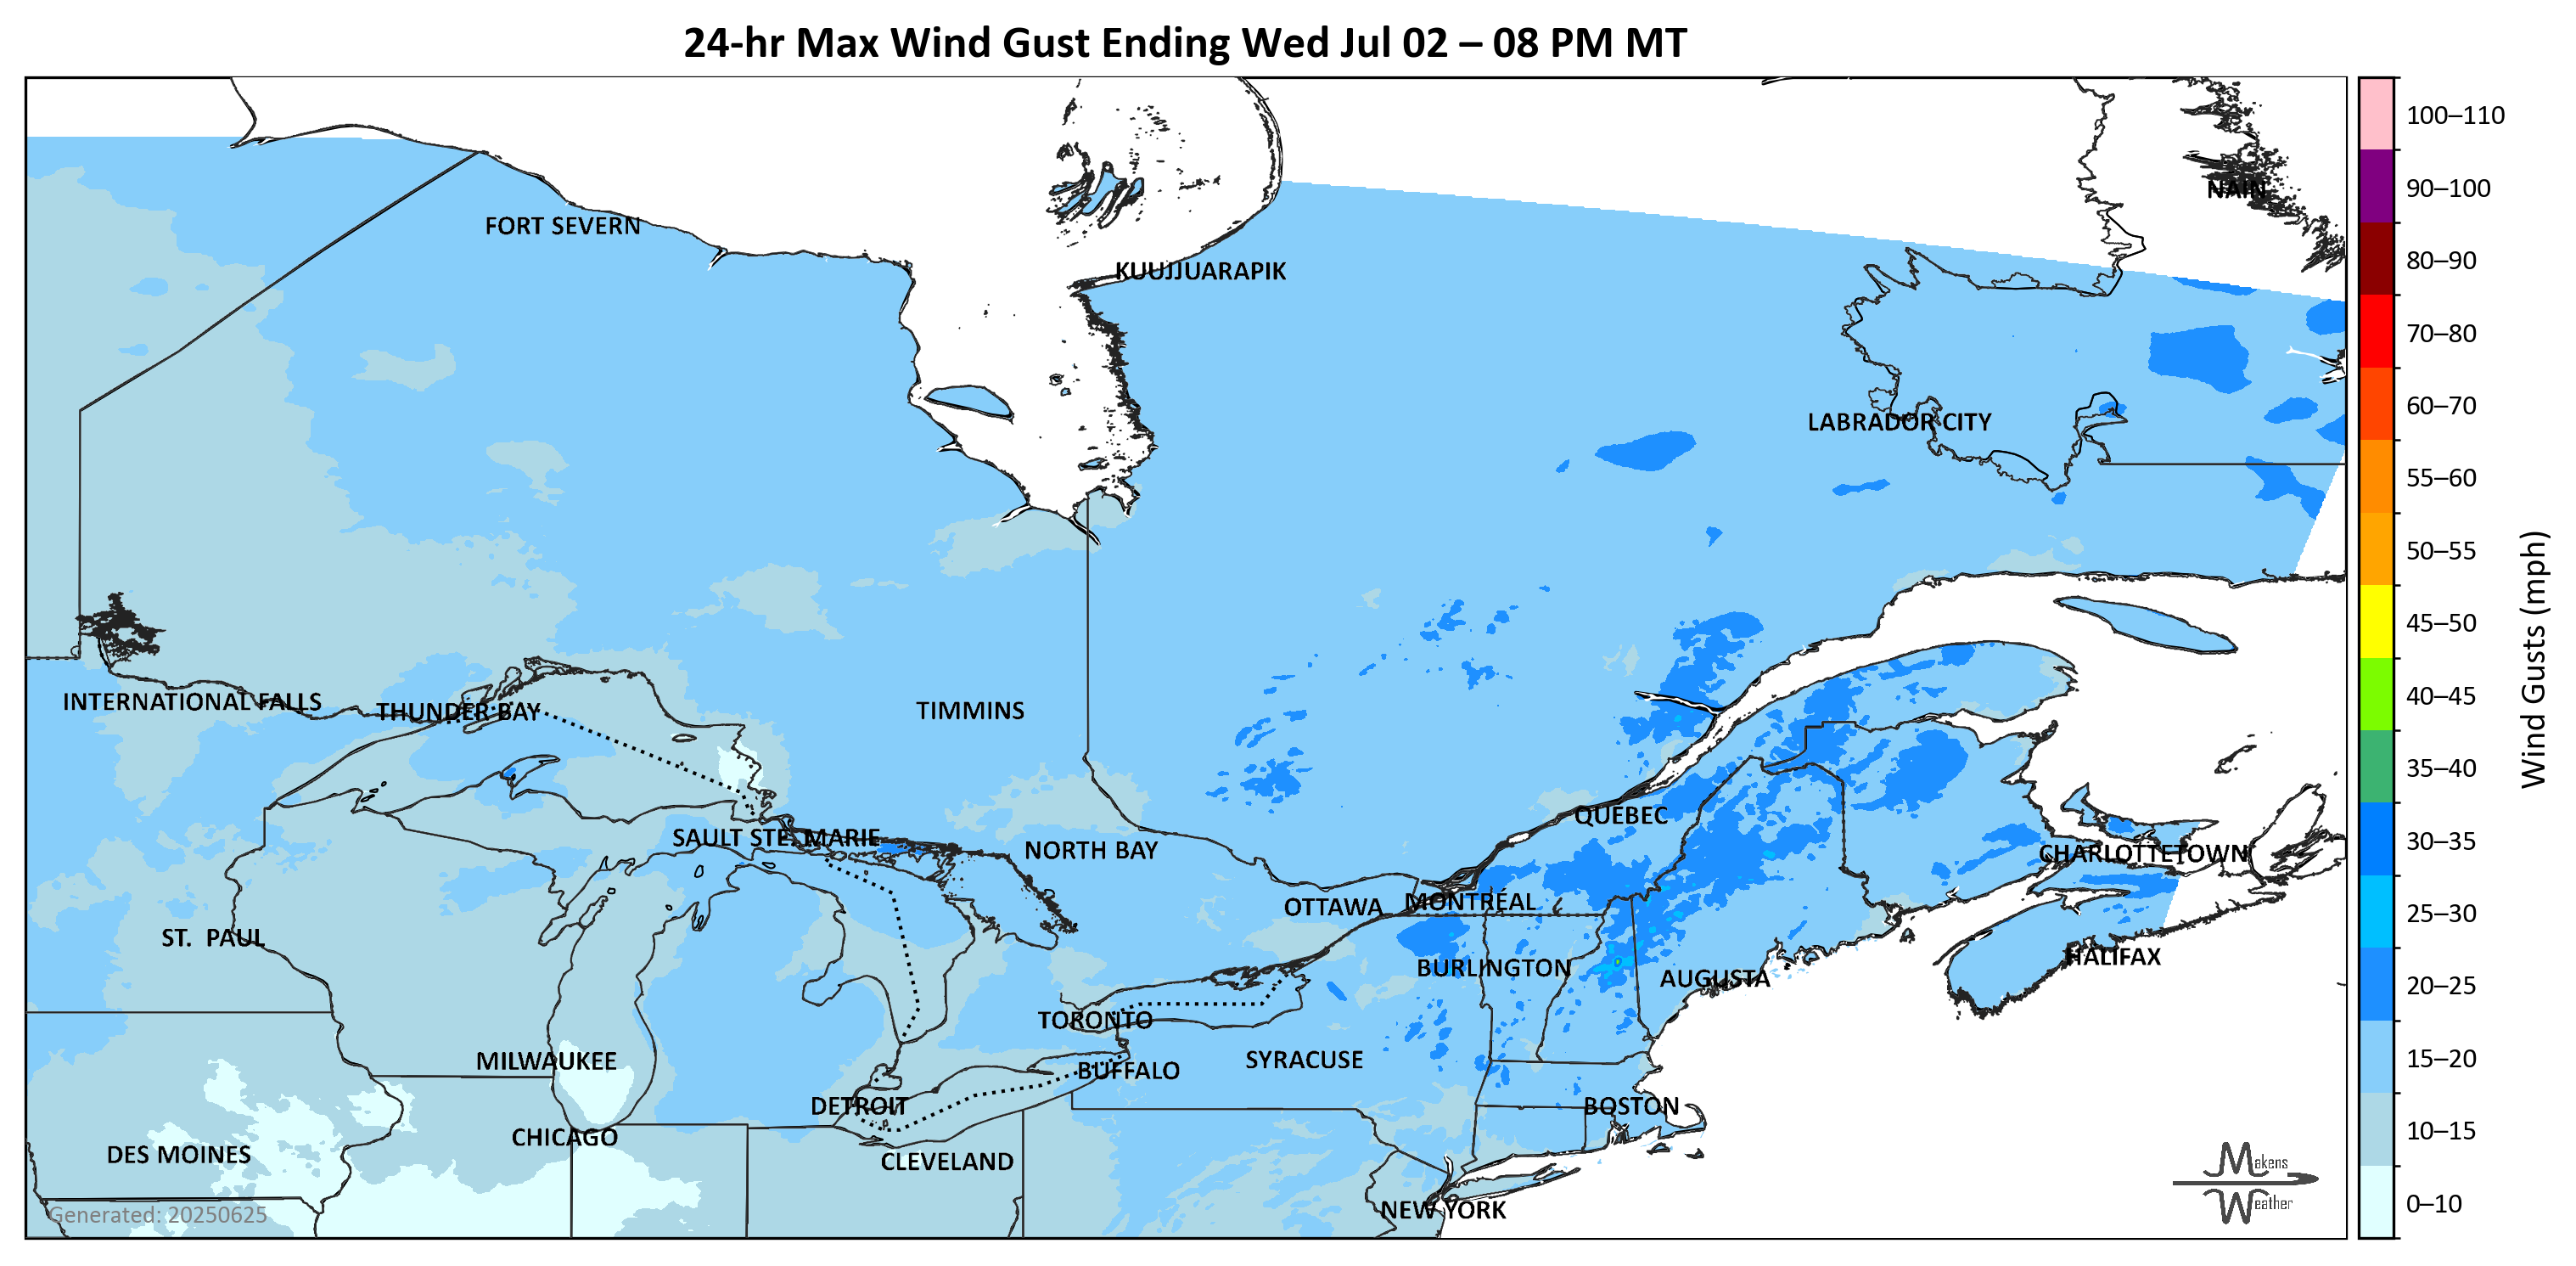 24-hr Max Wind Gust Ending Wed Jul 02 – 08 PM MT
100–110
90–100
80–90
70–80
60–70
55–60
50–55
45–50
40–45
35–40
30–35
25–30
20–25
15–20
10–15
0–10
Wind Gusts (mph)
NAIN
FORT SEVERN
KUUJJUARAPIK
LABRADOR CITY
INTERNATIONAL FALLS
THUNDER BAY
TIMMINS
QUÉBEC
SAULT STE. MARIE
NORTH BAY
CHARLOTTETOWN
OTTAWA
MONTRÉAL
ST. PAUL
HALIFAX
BURLINGTON
AUGUSTA
TORONTO
MILWAUKEE
SYRACUSE
BUFFALO
DETROIT
BOSTON
CHICAGO
DES MOINES
CLEVELAND
NEW YORK
Generated: 20250625
Makens
Weather